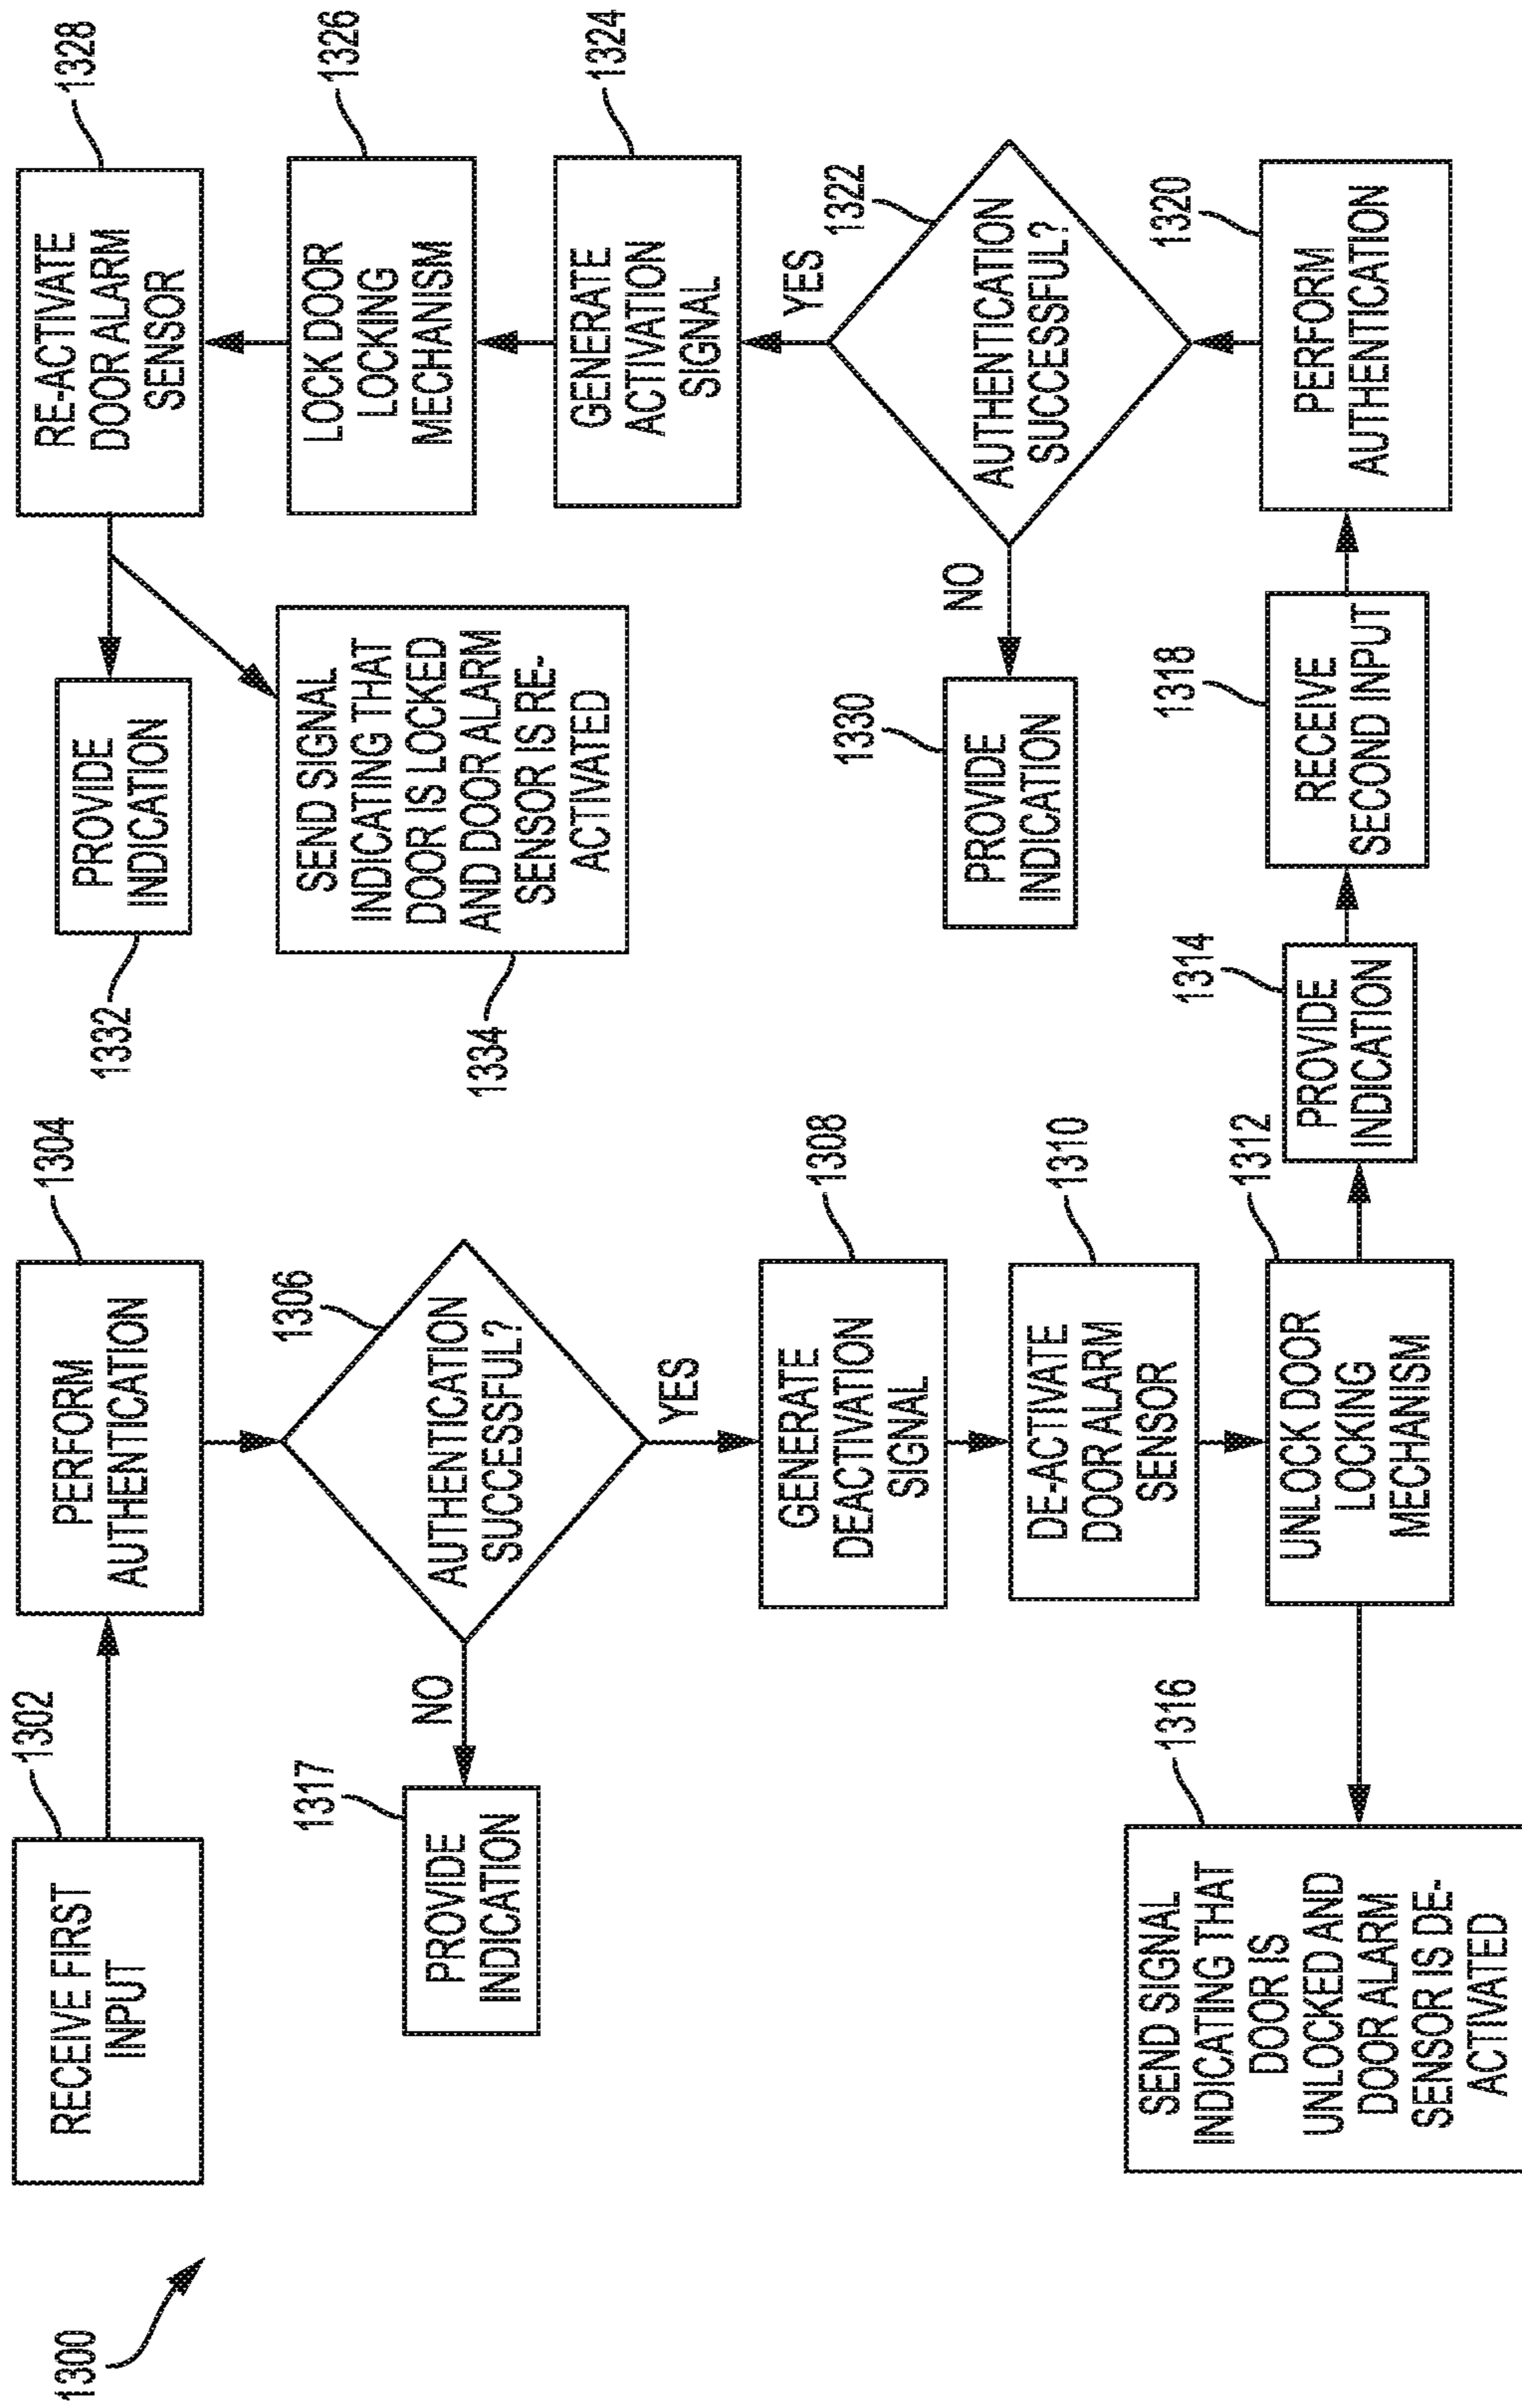 1300
1302
RECEIVE FIRST
INPUT
1304
PERFORM
AUTHENTICATION
1306
AUTHENTICATION
SUCCESSFUL?
NO
1317
PROVIDE
INDICATION
YES
1308
GENERATE
DEACTIVATION
SIGNAL
1310
DE-ACTIVATE
DOOR ALARM
SENSOR
1312
UNLOCK DOOR
LOCKING
MECHANISM
1316
SEND SIGNAL
INDICATING THAT
DOOR IS
UNLOCKED AND
DOOR ALARM
SENSOR IS DE-
ACTIVATED
1314
PROVIDE
INDICATION
1318
RECEIVE
SECOND INPUT
1320
PERFORM
AUTHENTICATION
1322
AUTHENTICATION
SUCCESSFUL?
NO
1330
PROVIDE
INDICATION
YES
1324
GENERATE
ACTIVATION
SIGNAL
1326
LOCK DOOR
LOCKING
MECHANISM
1328
RE-ACTIVATE
DOOR ALARM
SENSOR
1332
PROVIDE
INDICATION
1334
SEND SIGNAL
INDICATING THAT
DOOR IS LOCKED
AND DOOR ALARM
SENSOR IS RE-
ACTIVATED